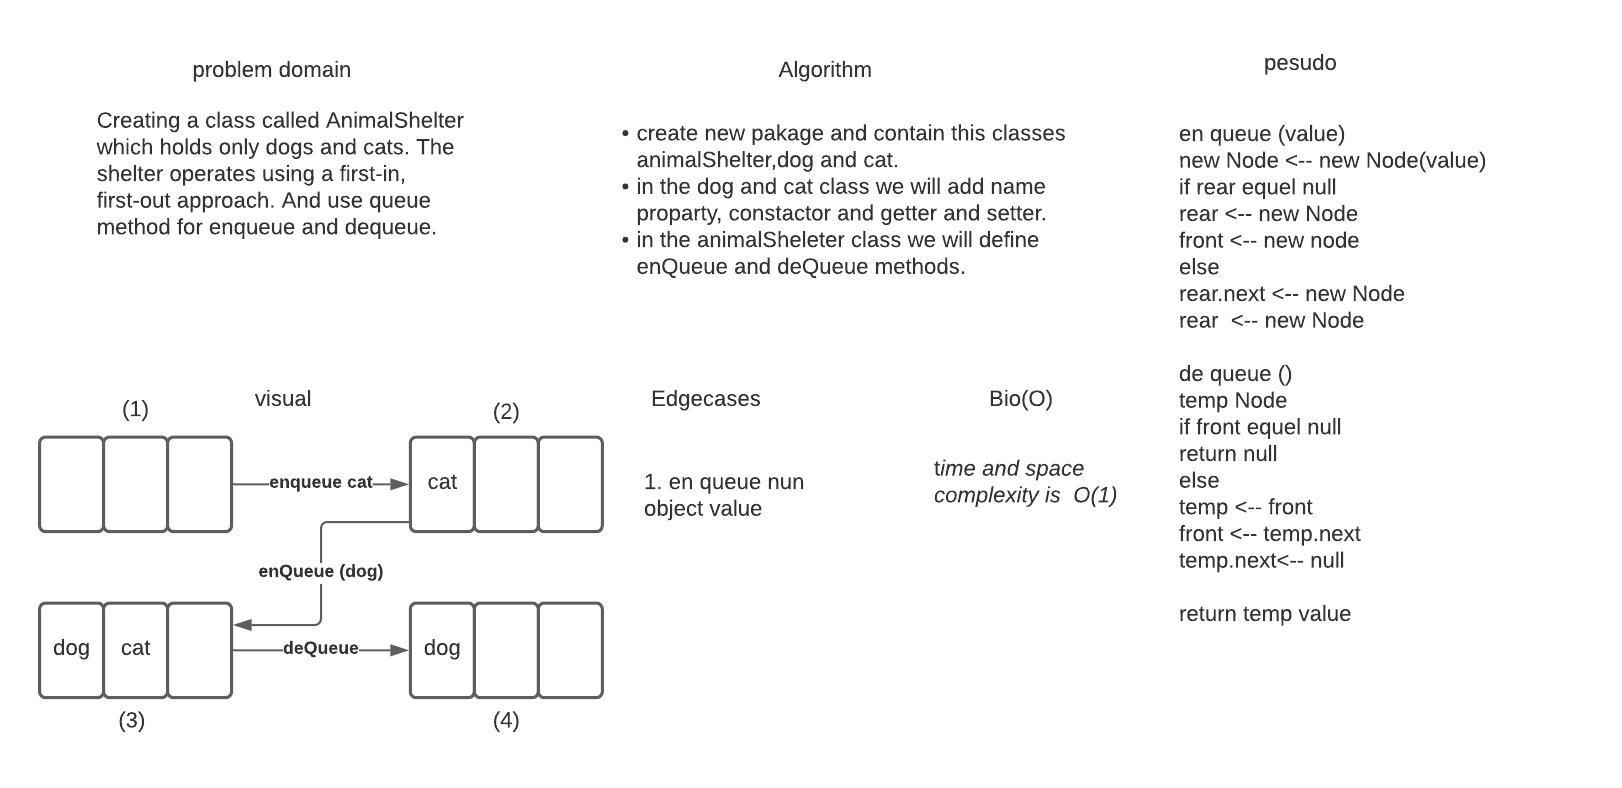 problem domain
Creating a class called AnimalShelter
which holds only dogs and cats. The
shelter operates using a first-in,
first-out approach. And use queue
method for enqueue and dequeue.
Algorithm
• create new pakage and contain this classes
animalShelter,dog and cat.
• in the dog and cat class we will add name
proparty, constactor and getter and setter.
• in the animalSheleter class we will define
enQueue and deQueue methods.
pesudo
en queue (value)
new Node <-- new Node(value)
if rear equel null
rear <-- new Node
front <-- new node
else
rear.next <-- new Node
rear  <-- new Node
de queue ()
temp Node
if front equel null
return null
else
temp <-- front
front <-- temp.next
temp.next<-- null
return temp value
visual
(1)
(2)
enqueue cat
cat
enQueue (dog)
dog
cat
deQueue
dog
(3)
(4)
Edgecases
1. en queue nun
object value
Bio(O)
time and space
complexity is  O(1)